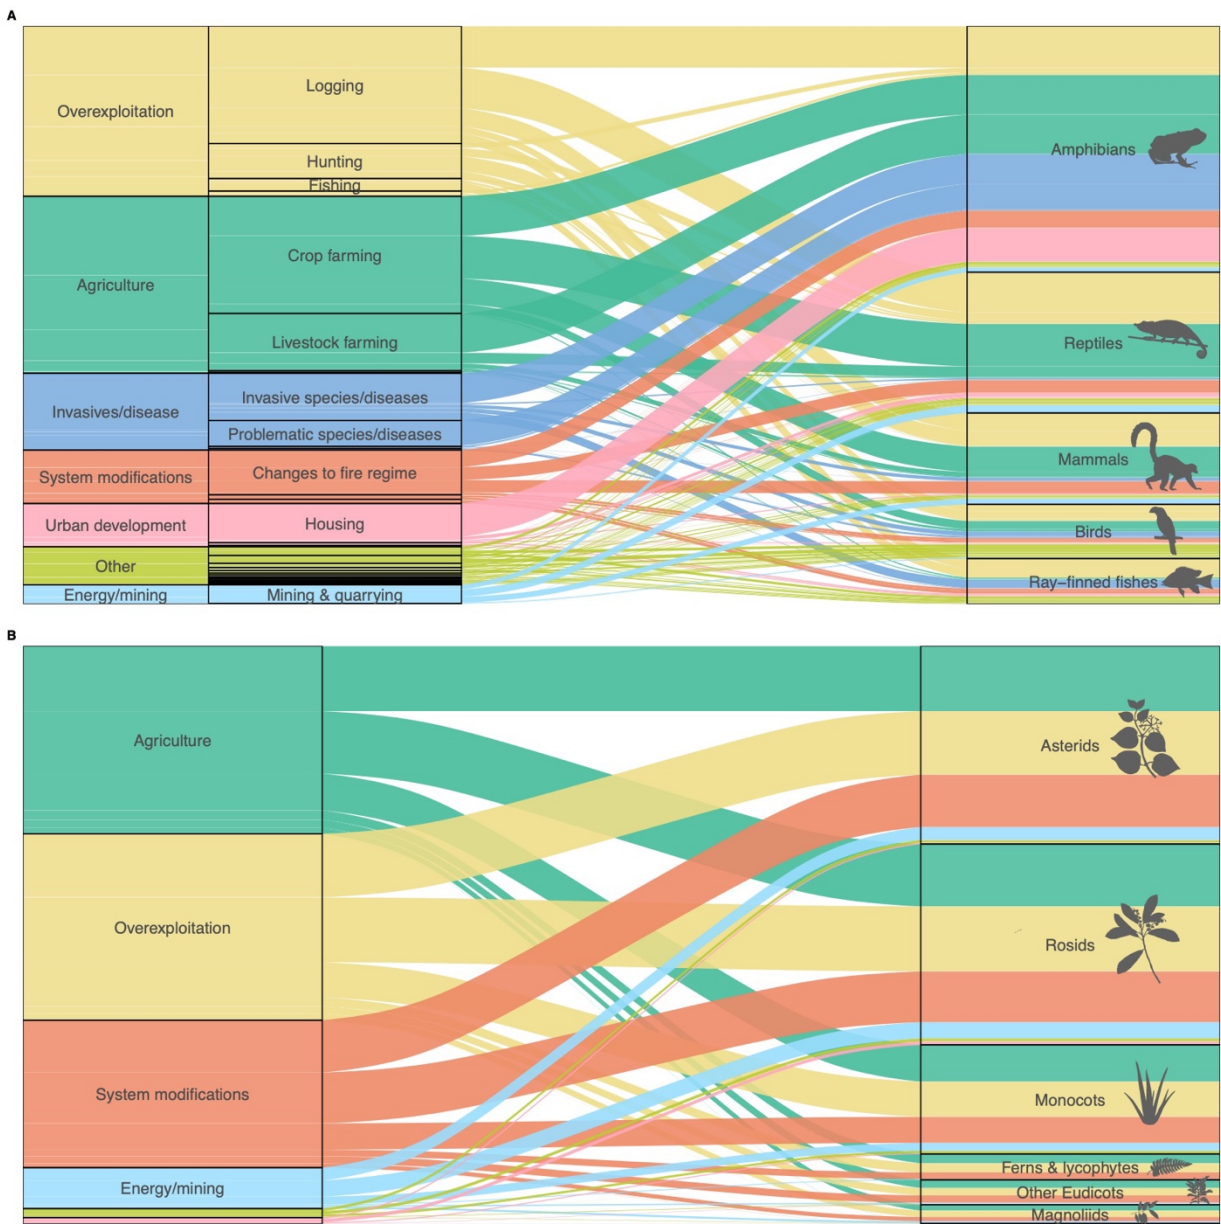 A
Overexploitation
Logging
Hunting
Fishing
Agriculture
Crop farming
Livestock farming
Invasives/disease
Invasive species/diseases
Problematic species/diseases
System modifications
Changes to fire regime
Urban development
Housing
Other
Energy/mining
Mining & quarrying
Amphibians
Reptiles
Mammals
Birds
Ray–finned fishes
B
Agriculture
Overexploitation
System modifications
Energy/mining
Asterids
Rosids
Monocots
Ferns & lycophytes
Other Eudicots
Magnoliids